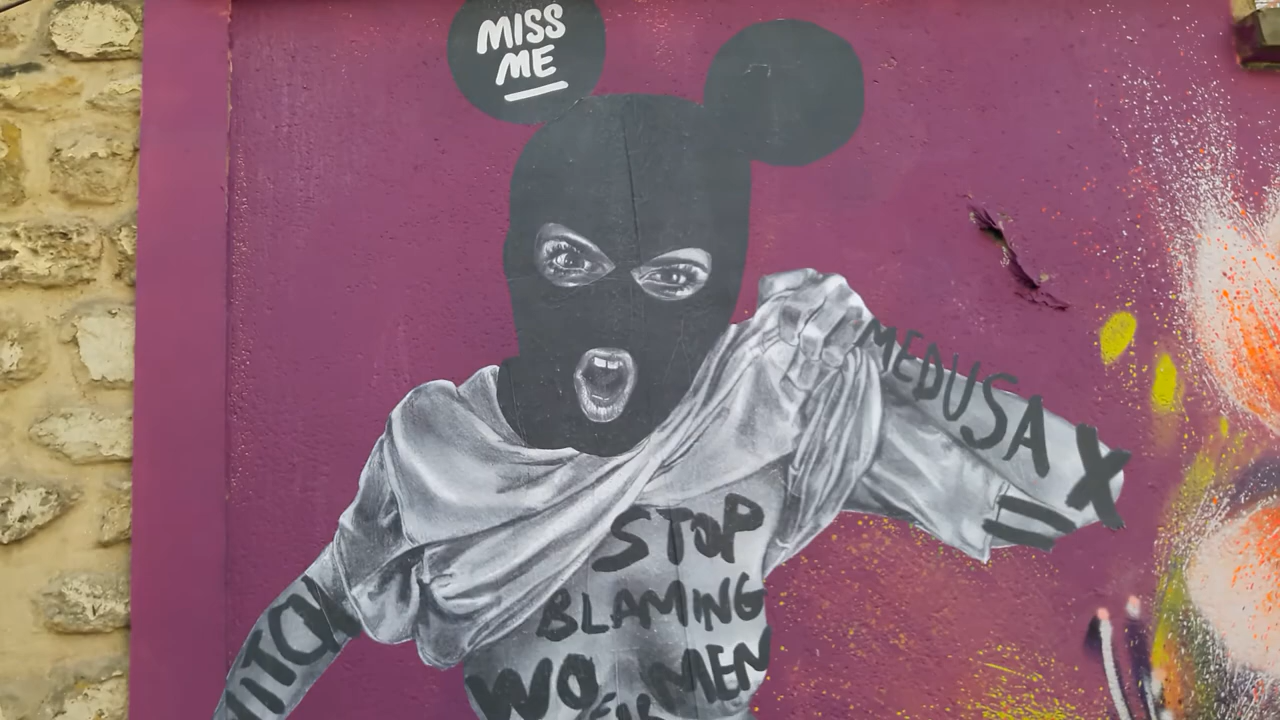 MISS
ME
MEDUSA X
=
STOP
BLAMING
WOMEN